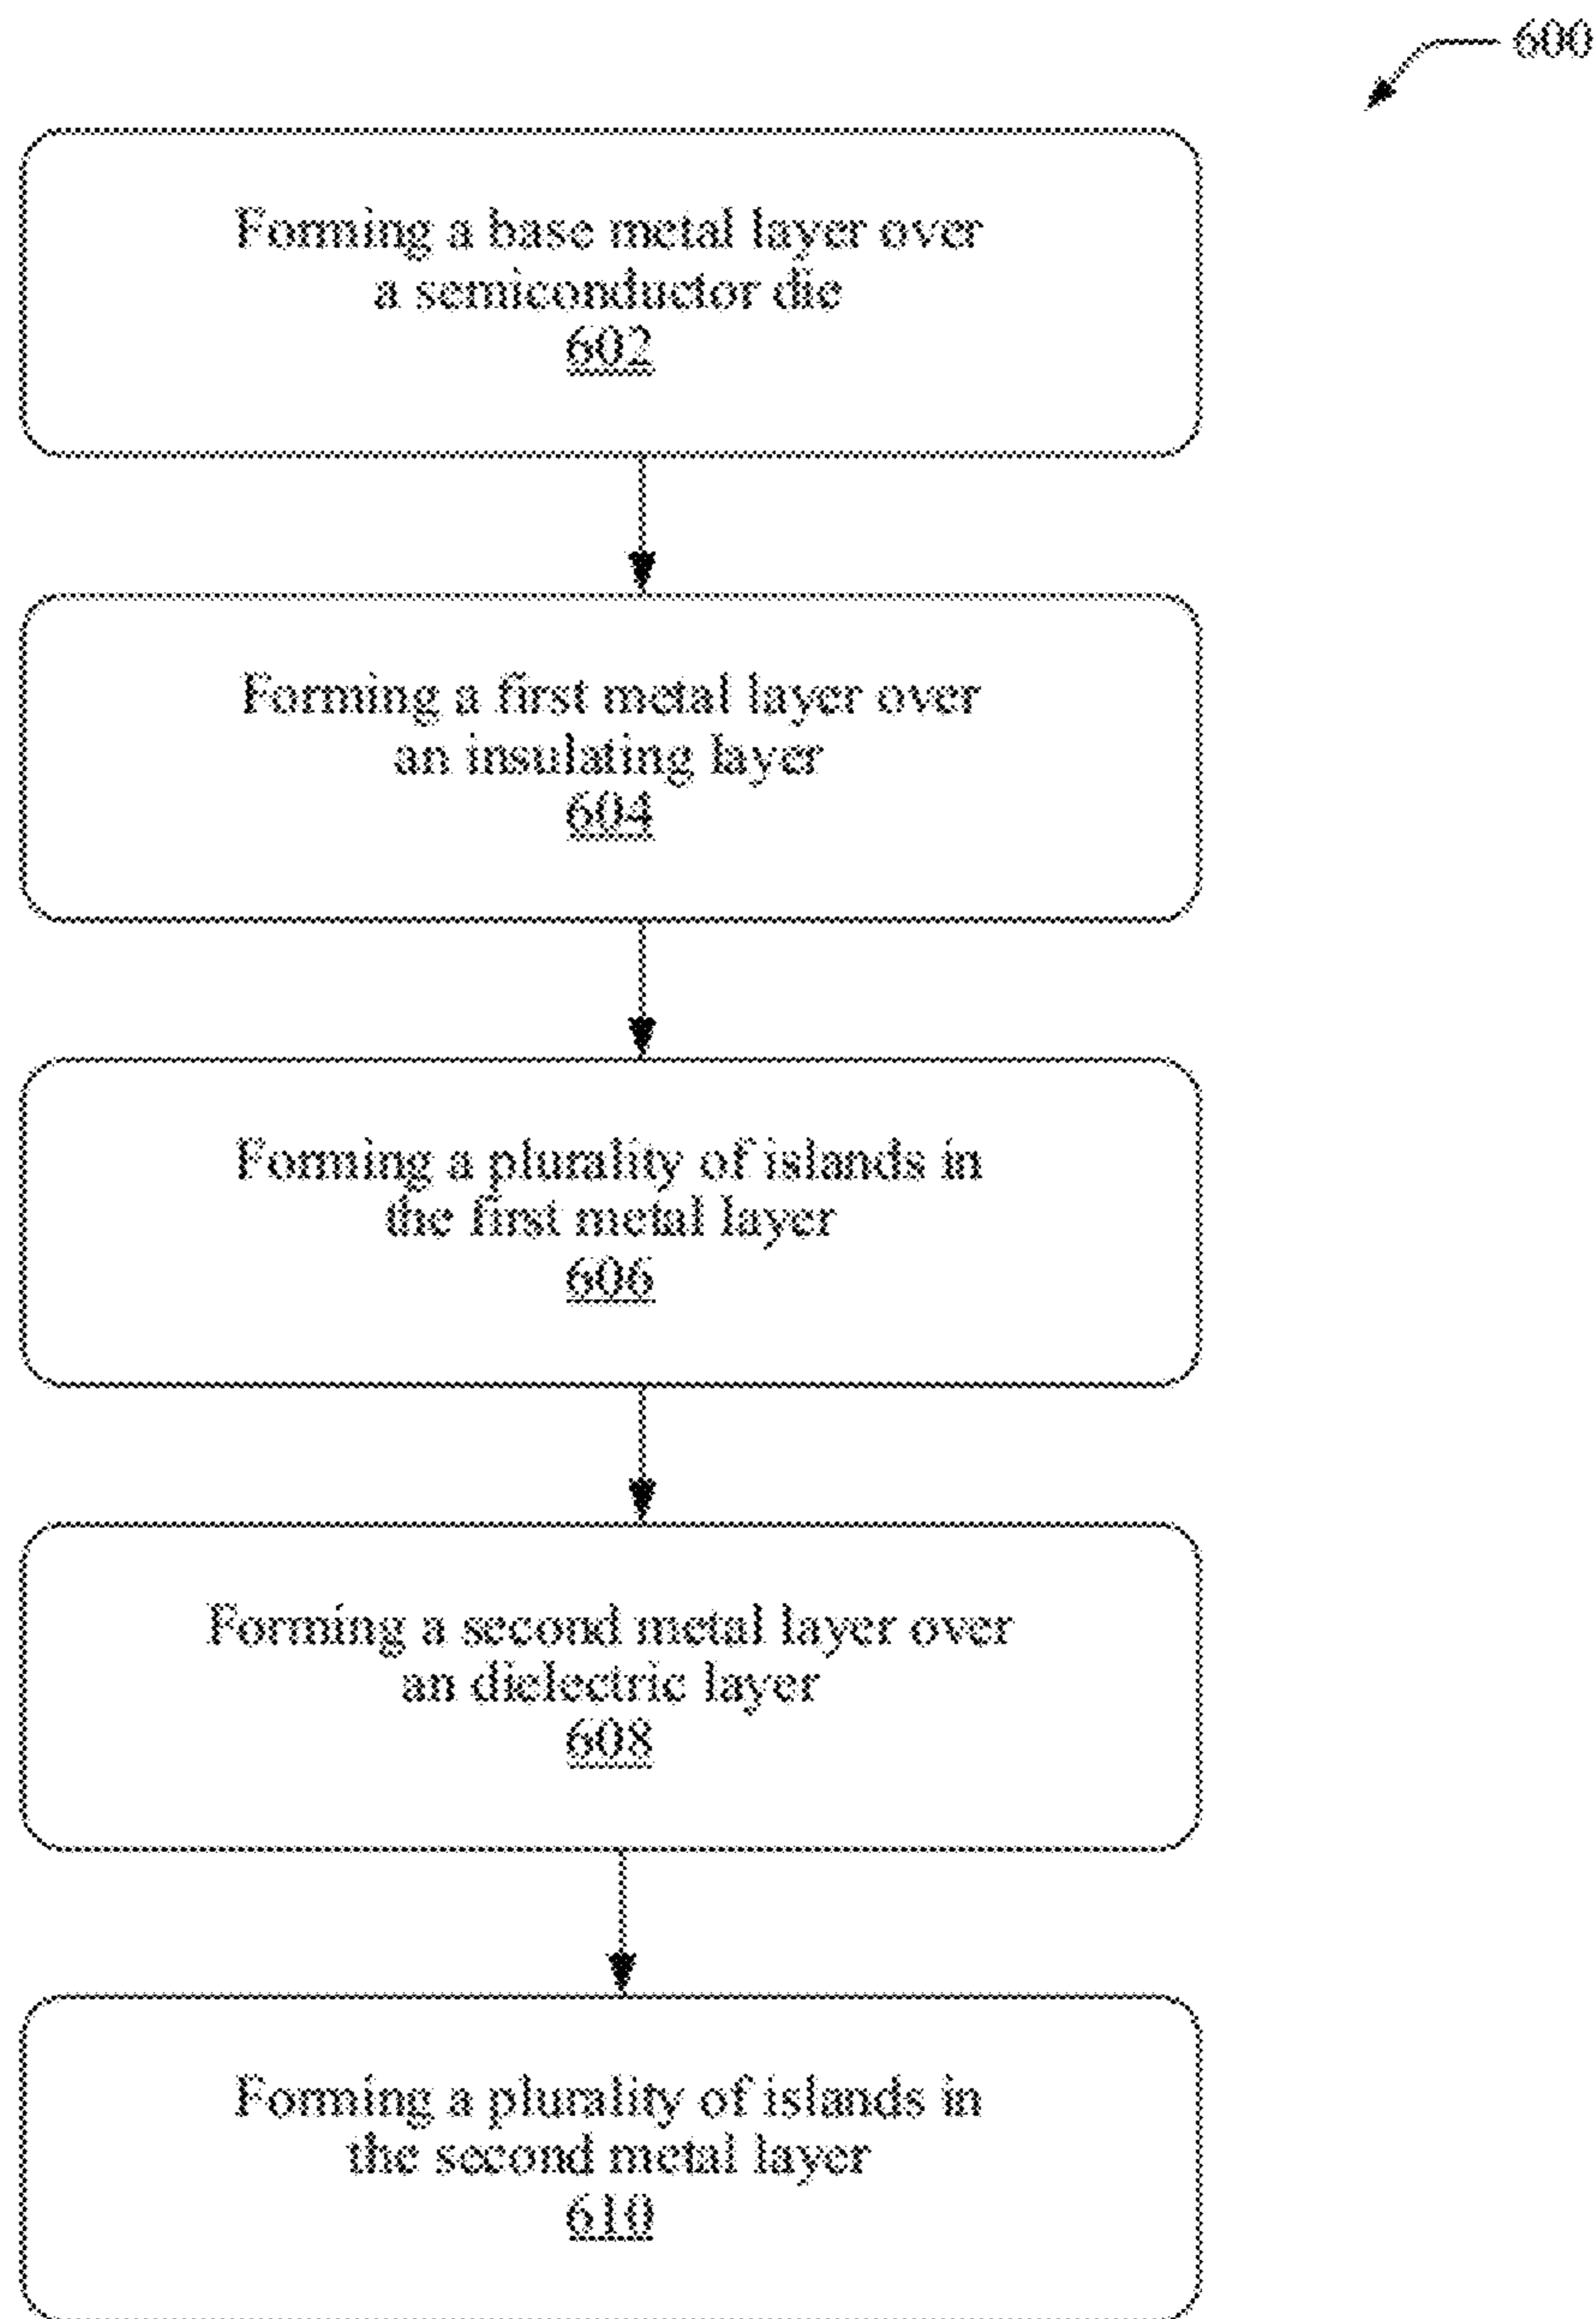 600
Forming a base metal layer over
a semiconductor die
602
Forming a first metal layer over
an insulating layer
604
Forming a plurality of islands in
the first metal layer
606
Forming a second metal layer over
an dielectric layer
608
Forming a plurality of islands in
the second metal layer
610